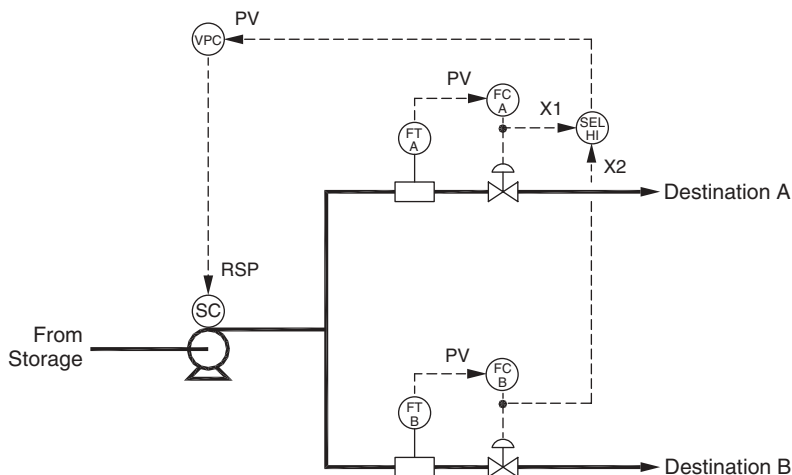 PV
VPC
PV
FC
A
X1
SEL
HI
FT
A
X2
Destination A
RSP
SC
From
Storage
PV
FC
B
FT
B
Destination B